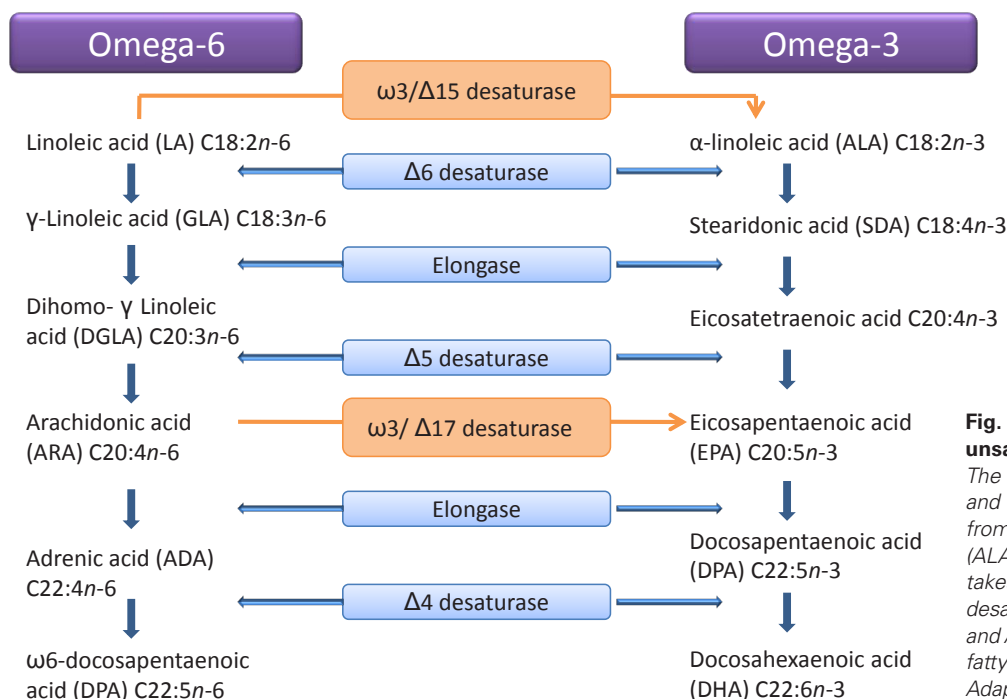 Omega-6
Omega-3
ω3/Δ15 desaturase
Linoleic acid (LA) C18:2n-6
α-linoleic acid (ALA) C18:2n-3
Δ6 desaturase
γ-Linoleic acid (GLA) C18:3n-6
Stearidonic acid (SDA) C18:4n-3
Elongase
Dihomo- γ Linoleic
acid (DGLA) C20:3n-6
Eicosatetraenoic acid C20:4n-3
Δ5 desaturase
Arachidonic acid
(ARA) C20:4n-6
ω3/ Δ17 desaturase
Eicosapentaenoic acid
(EPA) C20:5n-3
Elongase
Adrenic acid (ADA)
C22:4n-6
Docosapentaenoic acid
(DPA) C22:5n-3
Δ4 desaturase
ω6-docosapentaenoic
acid (DPA) C22:5n-6
Docosahexaenoic acid
(DHA) C22:6n-3
Fig.
unsa
The
and
from
(ALA
take
desa
and
fatty
Adap